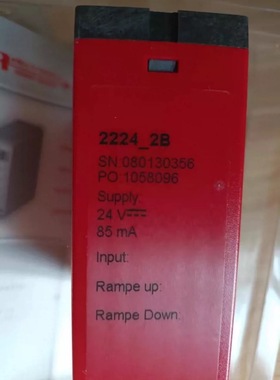 2224_2B
SN:080130356
PO:1058096
Supply:
24 V⎓
85 mA
Input:
Rampe up:
Rampe Down: